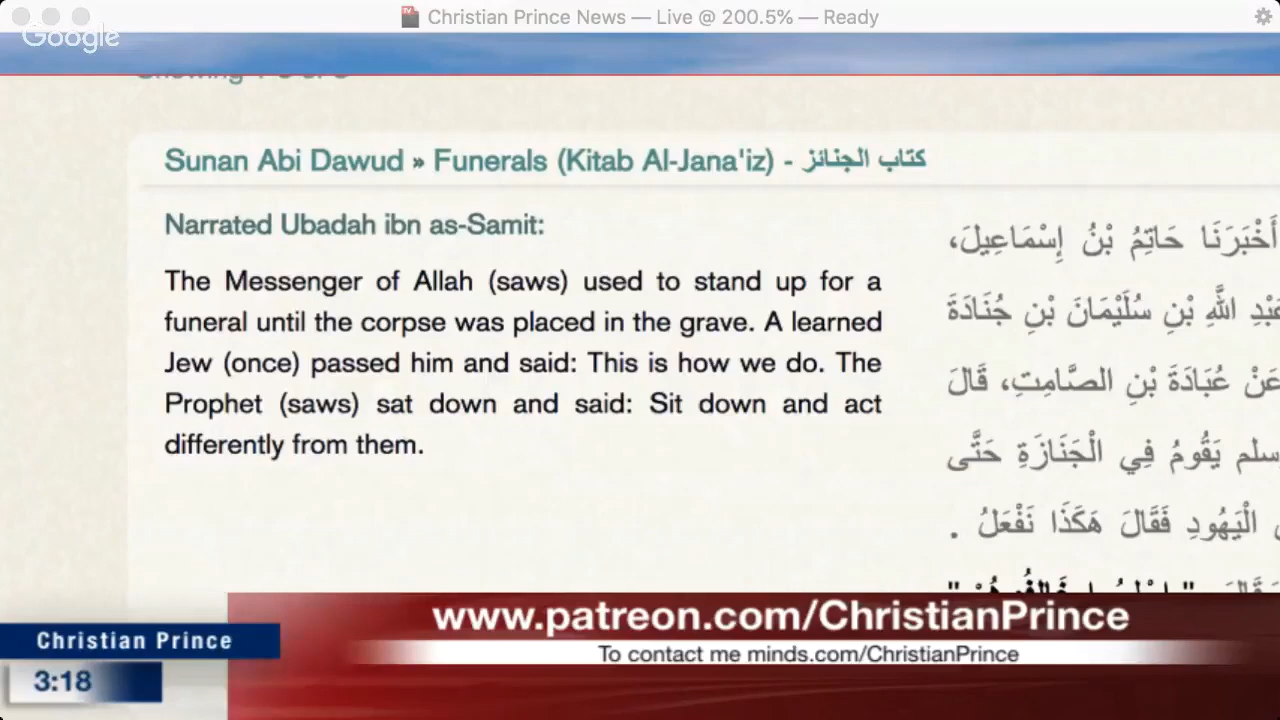 Christian Prince News — Live @ 200.5% — Ready
Google
Sunan Abi Dawud » Funerals (Kitab Al-Jana'iz) - كتاب الجنائز
Narrated Ubadah ibn as-Samit:
The Messenger of Allah (saws) used to stand up for a
funeral until the corpse was placed in the grave. A learned
Jew (once) passed him and said: This is how we do. The
Prophet (saws) sat down and said: Sit down and act
differently from them.
أَخْبَرَنَا حَاتِمُ بْنُ إِسْمَاعِيلَ،
اللَّهِ بْنِ سُلَيْمَانَ بْنِ جُنَادَةَ
عَنْ عُبَادَةَ بْنِ الصَّامِتِ، قَالَ
وسلم يَقُومُ فِي الْجَنَازَةِ حَتَّى
الْيَهُودِ فَقَالَ هَكَذَا نَفْعَلُ .
www.patreon.com/ChristianPrince
To contact me minds.com/ChristianPrince
Christian Prince
3:18